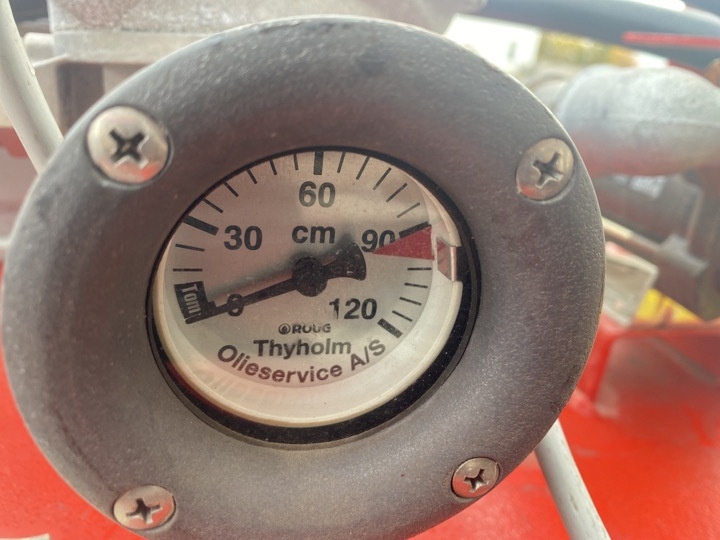 60
30
cm
90
Tom
0
120
ROUG
Thyholm
Olieservice A/S